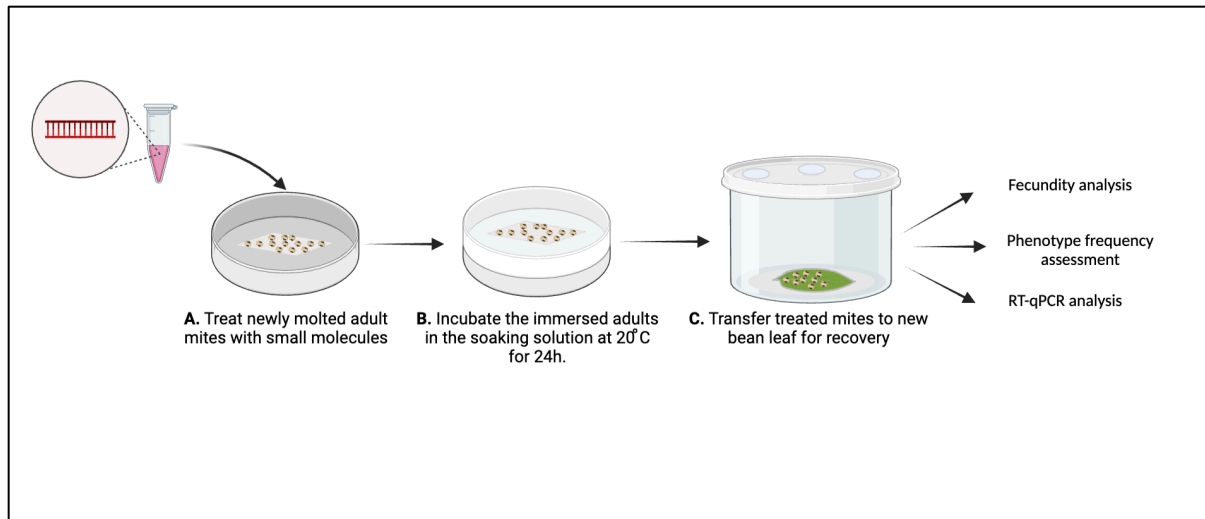 A. Treat newly molted adult
mites with small molecules
B. Incubate the immersed adults
in the soaking solution at 20°C
for 24h.
C. Transfer treated mites to new
bean leaf for recovery
Fecundity analysis
Phenotype frequency
assessment
RT-qPCR analysis